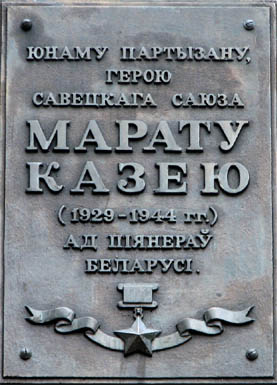 ЮНАМУ ПАРТЫЗАНУ,
ГЕРОЮ
САВЕЦКАГА САЮЗА
МАРАТУ
КАЗЕЮ
(1929-1944 гг.)
АД ПІЯНЕРАЎ
БЕЛАРУСІ.